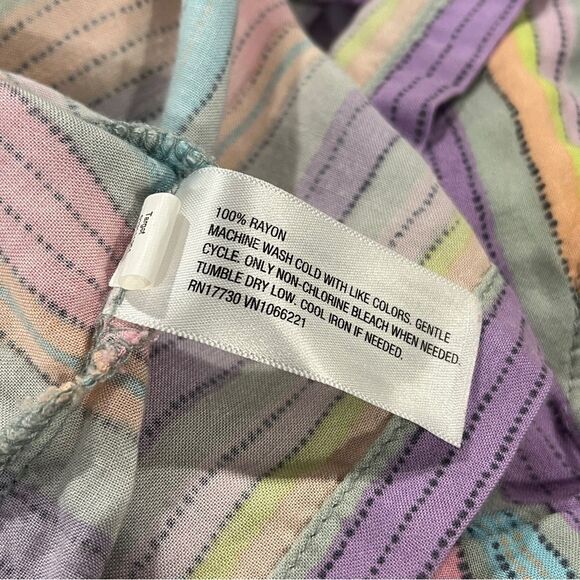 100% RAYON
MACHINE WASH COLD WITH LIKE COLORS. GENTLE
CYCLE. ONLY NON-CHLORINE BLEACH WHEN NEEDED.
TUMBLE DRY LOW. COOL IRON IF NEEDED.
RN17730 VN1066221
Target